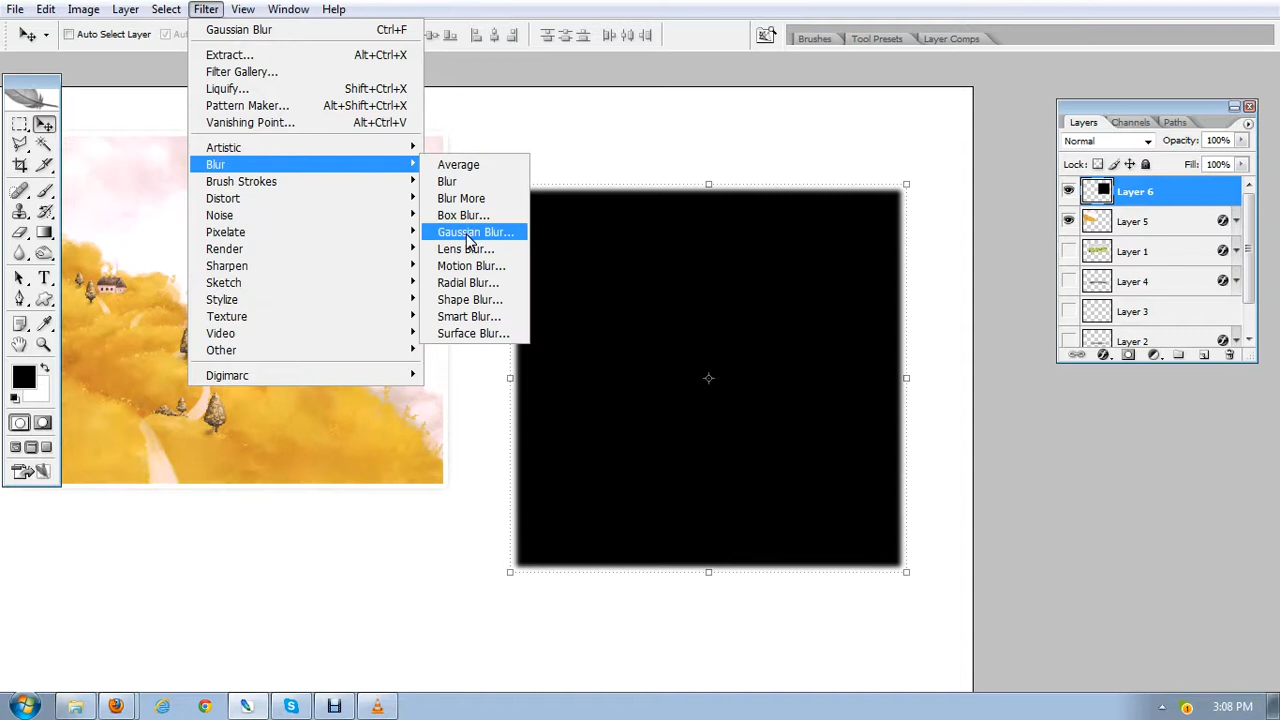 File Edit Image Layer Select Filter View Window Help
Auto Select Layer
Brushes Tool Presets Layer Comps
Gaussian Blur Ctrl+F
Extract... Alt+Ctrl+X
Filter Gallery...
Liquify... Shift+Ctrl+X
Pattern Maker... Alt+Shift+Ctrl+X
Vanishing Point... Alt+Ctrl+V
Artistic
Blur
Brush Strokes
Distort
Noise
Pixelate
Render
Sharpen
Sketch
Stylize
Texture
Video
Other
Digimarc
Average
Blur
Blur More
Box Blur...
Gaussian Blur...
Lens Blur...
Motion Blur...
Radial Blur...
Shape Blur...
Smart Blur...
Surface Blur...
Layers Channels Paths
Normal Opacity: 100%
Lock: Fill: 100%
Layer 6
Layer 5
Layer 1
Layer 4
Layer 3
Layer 2
3:08 PM